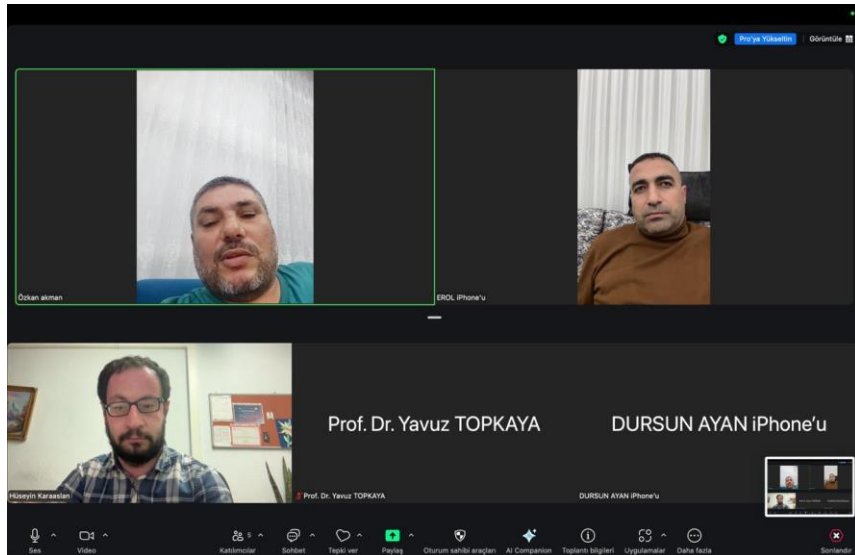 Pro'ya Yükseltin
Görüntüle
Özkan akman
EROL iPhone'u
Prof. Dr. Yavuz TOPKAYA
DURSUN AYAN iPhone'u
Hüseyin Karaaslan
Prof. Dr. Yavuz TOPKAYA
DURSUN AYAN iPhone'u
Ses
Video
5
Katılımcılar
Sohbet
Tepki ver
Paylaş
Oturum sahibi araçları
AI Companion
Toplantı bilgileri
Uygulamalar
Daha fazla
Sonlandır